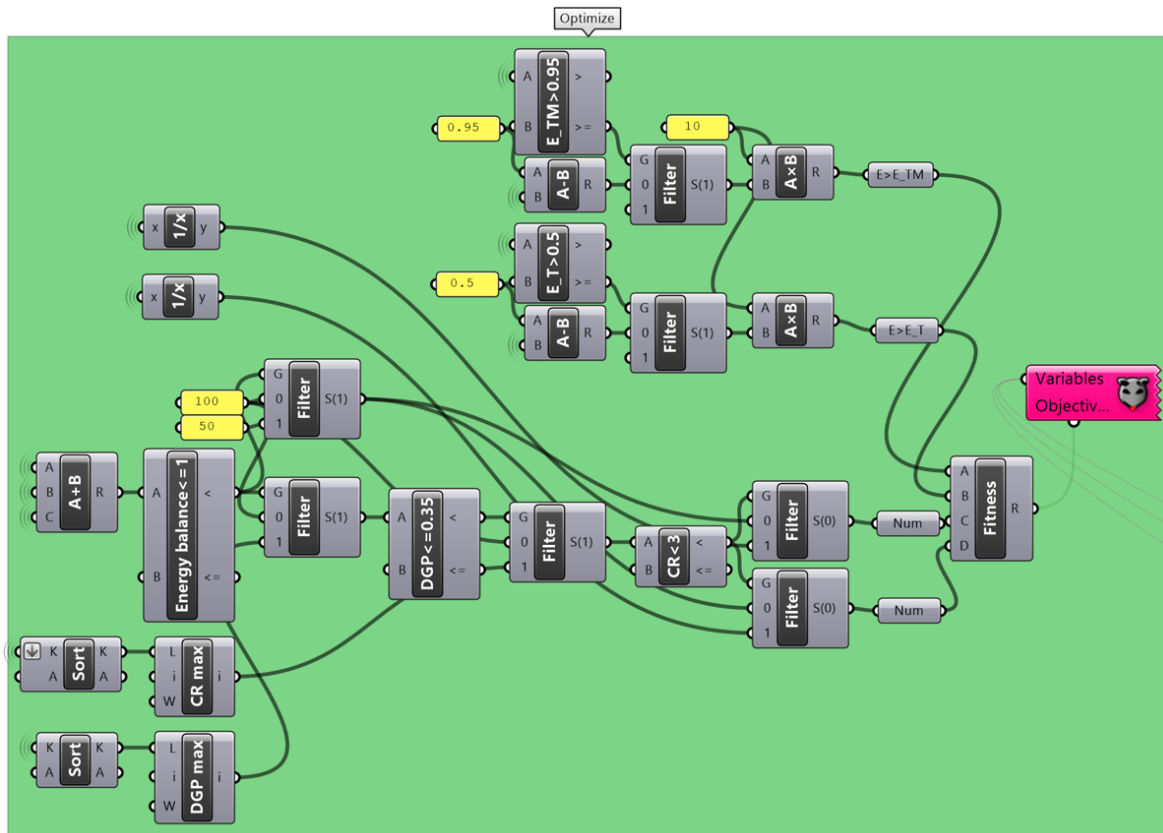 Optimize
A
B
E_TM>0.95
>
>=
0.95
A
B
A-B
R
G
0
1
Filter
S(1)
10
A
B
A×B
R
E>E_TM
x
1/x
y
x
1/x
y
A
B
E_T>0.5
>
>=
0.5
A
B
A-B
R
G
0
1
Filter
S(1)
A
B
A×B
R
E>E_T
Variables
Objectiv...
100
50
G
0
1
Filter
S(1)
A
B
C
A+B
R
A
B
Energy balance<=1
<
<=
G
0
1
Filter
S(1)
A
B
DGP<=0.35
<
<=
G
0
1
Filter
S(1)
A
B
CR<3
<
<=
G
0
1
Filter
S(0)
Num
G
0
1
Filter
S(0)
Num
A
B
C
D
Fitness
R
K
A
Sort
K
A
L
i
W
CR max
i
K
A
Sort
K
A
L
i
W
DGP max
i